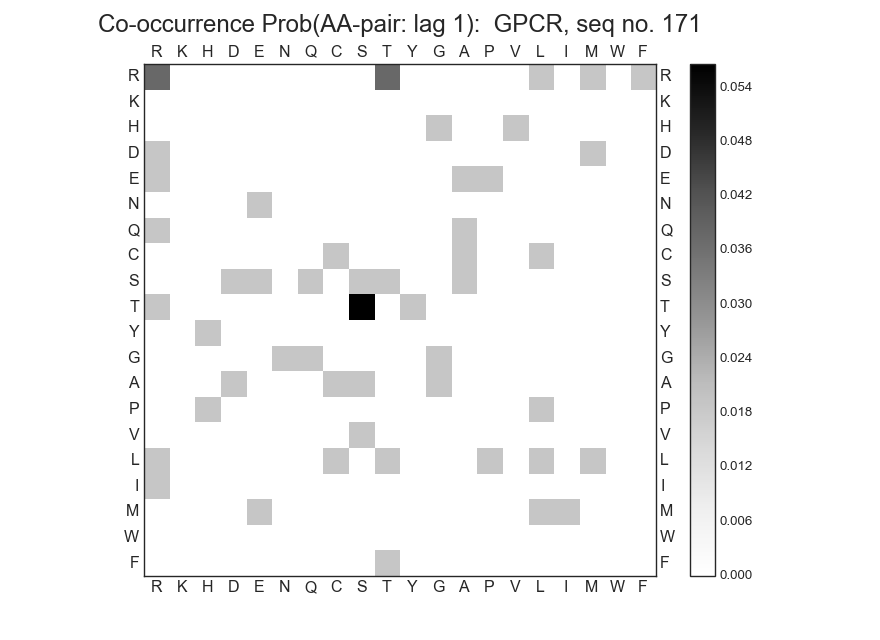 Co-occurrence Prob(AA-pair: lag 1):  GPCR, seq no. 171
R K H D E N Q C S T Y G A P V L I M W F
R R 0.054
K K
H H 0.048
D D
E E 0.042
N N
Q Q 0.036
C C
S S 0.030
T T
Y Y 0.024
G G
A A 0.018
P P
V V 0.012
L L
I I 0.006
M M
W W
F F 0.000
R K H D E N Q C S T Y G A P V L I M W F